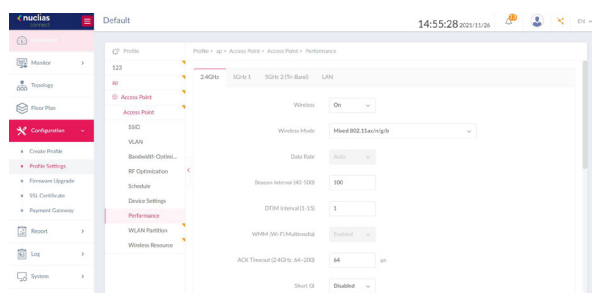 nuclias
connect
Default
14:55:28 2021/11/26
EN
Monitor
Topology
Floor Plan
Configuration
Create Profile
Profile Settings
Firmware Upgrade
SSL Certificate
Payment Gateway
Report
Log
System
Profile
123
ap
Access Point
Access Point
SSID
VLAN
Bandwidth Optimi...
RF Optimization
Schedule
Device Settings
Performance
WLAN Partition
Wireless Resource
Profile > ap > Access Point > Access Point > Performance
2.4GHz 5GHz 1 5GHz 2 (Tri-Band) LAN
Wireless On
Wireless Mode Mixed 802.11ax/n/g/b
Data Rate Auto
Beacon Interval (40-500) 100
DTIM Interval (1-15) 1
WMM (Wi-Fi Multimedia) Enabled
ACK Timeout (2.4GHz, 64~200) 64 μs
Short GI Disabled